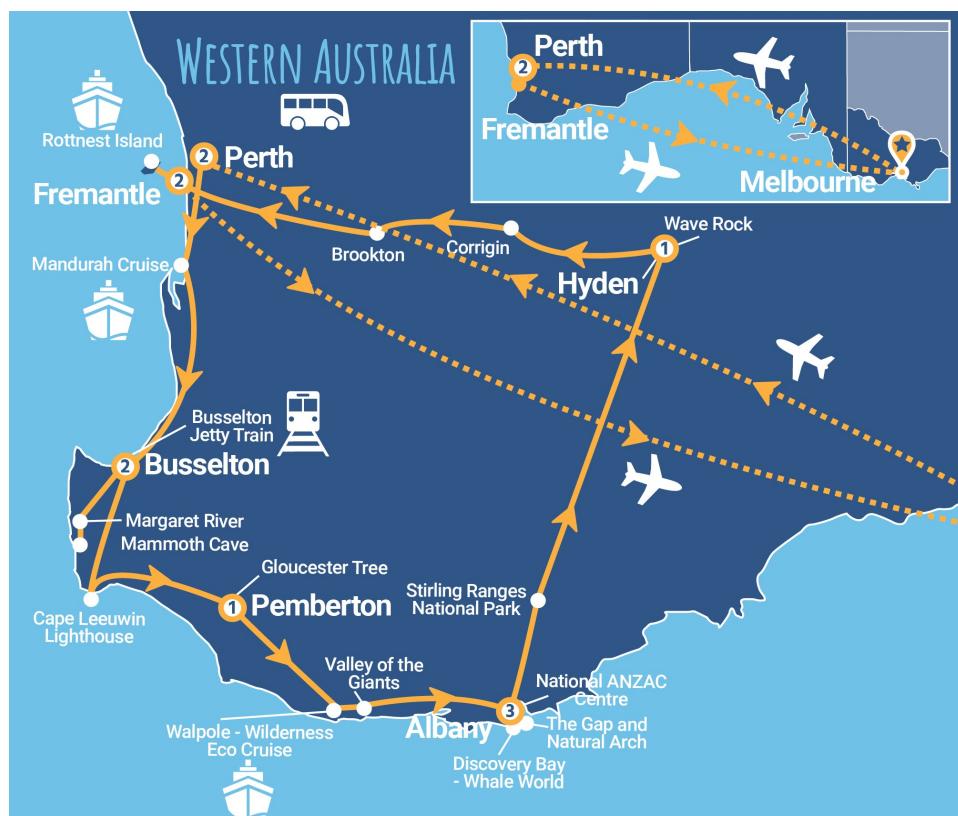 WESTERN AUSTRALIA
Perth
2
Fremantle
Melbourne
Rottnest Island
2
Perth
Fremantle
2
Wave Rock
Brookton
Corrigin
1
Hyden
Mandurah Cruise
Busselton
Jetty Train
2
Busselton
Margaret River
Mammoth Cave
Gloucester Tree
1
Pemberton
Cape Leeuwin
Lighthouse
Stirling Ranges
National Park
Valley of the
Giants
National ANZAC
Centre
Walpole - Wilderness
Eco Cruise
Albany
3
The Gap and
Natural Arch
Discovery Bay
- Whale World